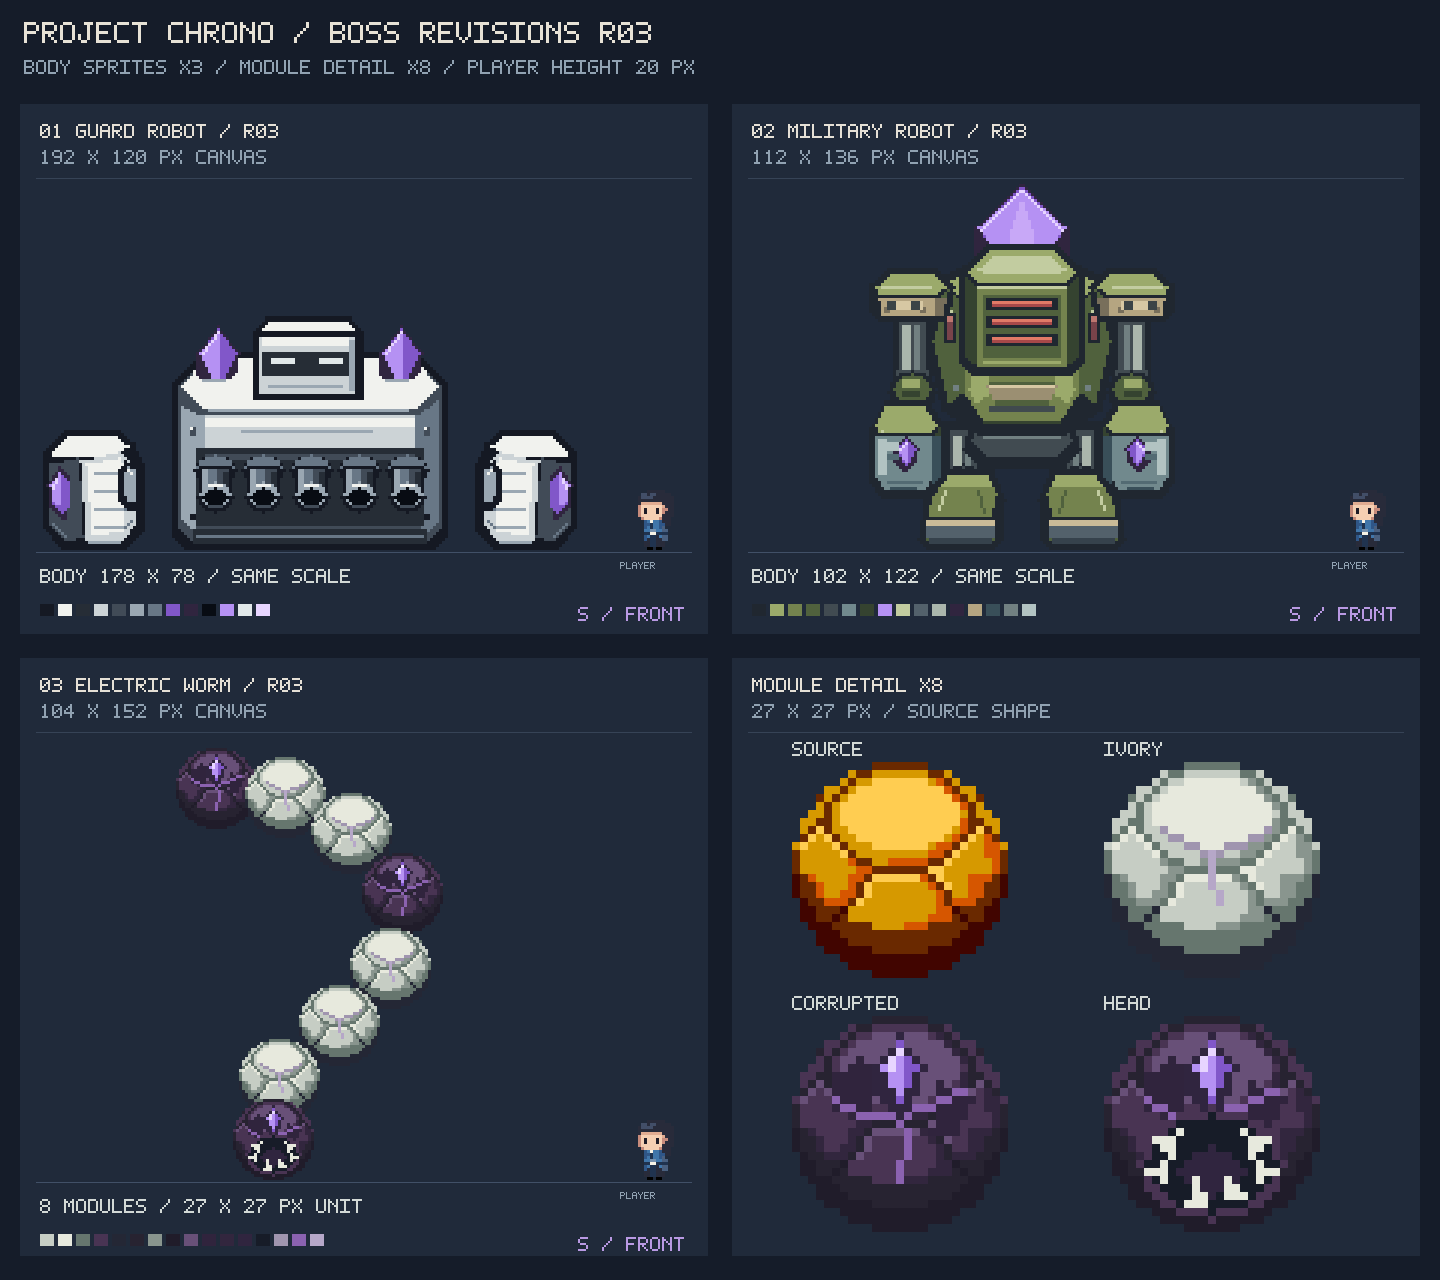 PROJECT CHRONO / BOSS REVISIONS R03
BODY SPRITES X3 / MODULE DETAIL X8 / PLAYER HEIGHT 20 PX
01 GUARD ROBOT / R03
192 X 120 PX CANVAS
PLAYER
BODY 178 X 78 / SAME SCALE
S / FRONT
02 MILITARY ROBOT / R03
112 X 136 PX CANVAS
PLAYER
BODY 102 X 122 / SAME SCALE
S / FRONT
03 ELECTRIC WORM / R03
104 X 152 PX CANVAS
PLAYER
8 MODULES / 27 X 27 PX UNIT
S / FRONT
MODULE DETAIL X8
27 X 27 PX / SOURCE SHAPE
SOURCE
IVORY
CORRUPTED
HEAD